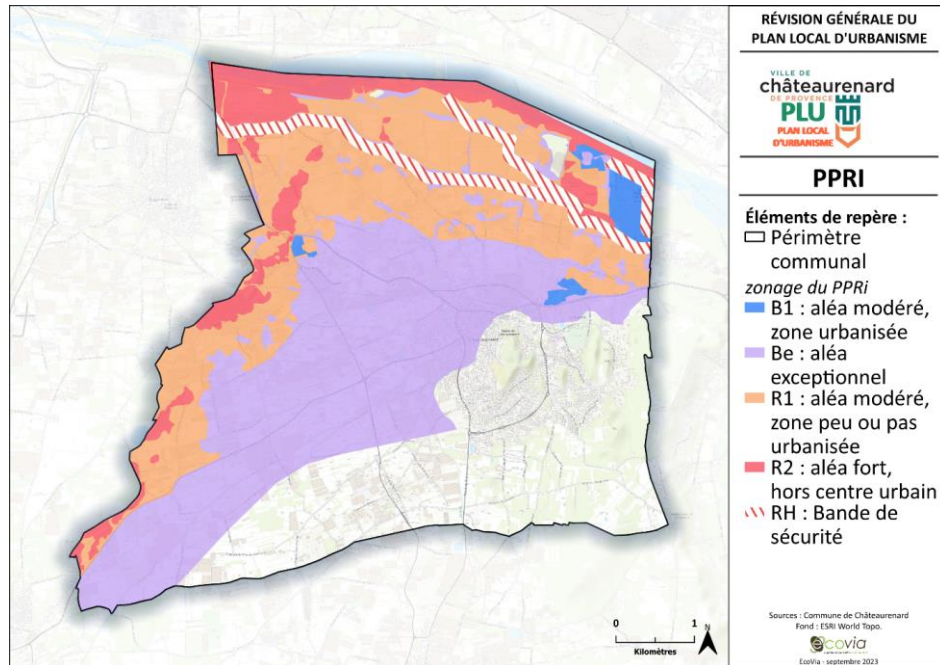 RÉVISION GÉNÉRALE DU
PLAN LOCAL D'URBANISME
VILLE DE
châteaurenard
DE PROVENCE
PLU
PLAN LOCAL
D'URBANISME
PPRI
Éléments de repère :
Périmètre
communal
zonage du PPRi
B1 : aléa modéré,
zone urbanisée
Be : aléa
exceptionnel
R1 : aléa modéré,
zone peu ou pas
urbanisée
R2 : aléa fort,
hors centre urbain
RH : Bande de
sécurité
0 1
Kilomètres
N
Sources : Commune de Châteaurenard
Fond : ESRI World Topo.
ecovia
EcoVia - septembre 2023